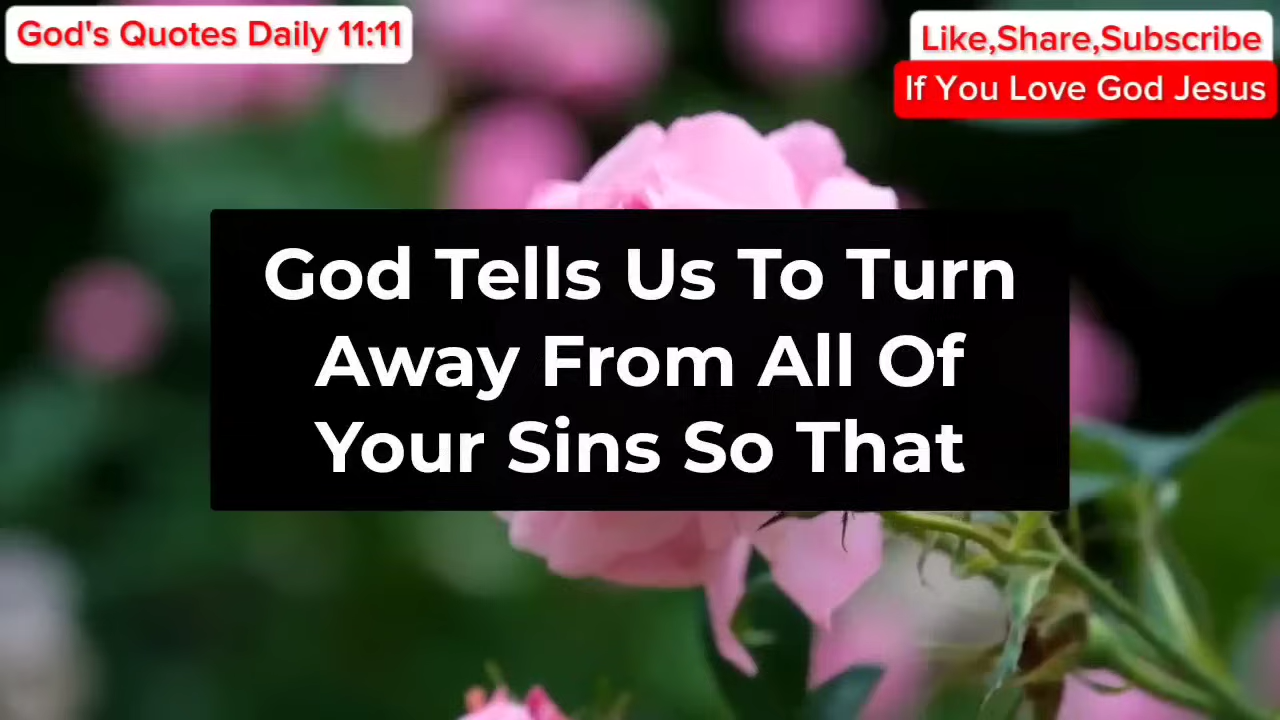 God's Quotes Daily 11:11
Like,Share,Subscribe
If You Love God Jesus
God Tells Us To Turn
Away From All Of
Your Sins So That